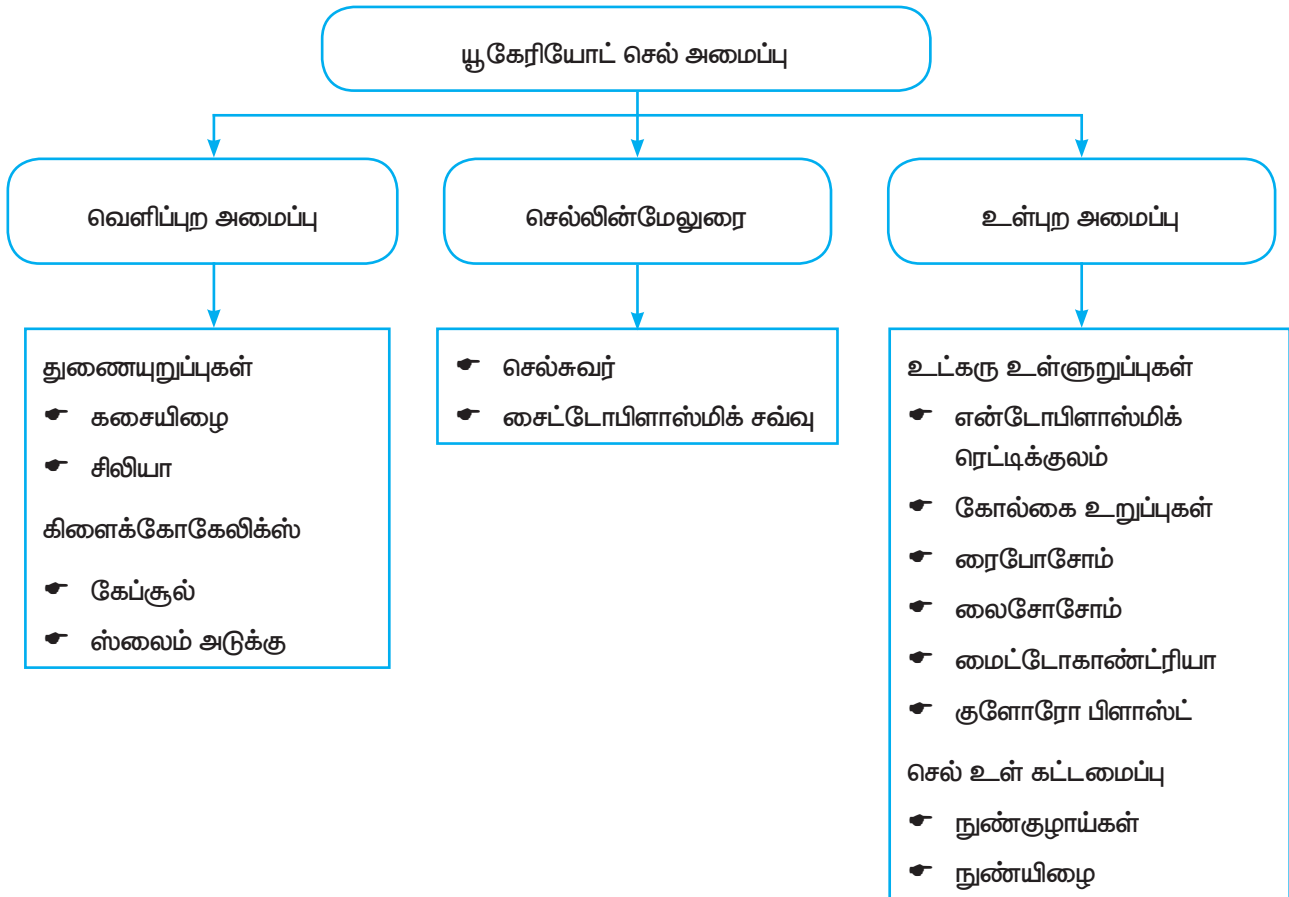 யூகேரியோட் செல் அமைப்பு
வெளிப்புற அமைப்பு
செல்லின்மேலுரை
உள்புற அமைப்பு
துணையுறுப்புகள்
☛ கசையிழை
☛ சிலியா
கிளைக்கோகேலிக்ஸ்
☛ கேப்சூல்
☛ ஸ்லைம் அடுக்கு
☛ செல்சுவர்
☛ சைட்டோபிளாஸ்மிக் சவ்வு
உட்கரு உள்ளுறுப்புகள்
☛ என்டோபிளாஸ்மிக்
ரெட்டிக்குலம்
☛ கோல்கை உறுப்புகள்
☛ ரைபோசோம்
☛ லைசோசோம்
☛ மைட்டோகாண்ட்ரியா
☛ குளோரோ பிளாஸ்ட்
செல் உள் கட்டமைப்பு
☛ நுண்குழாய்கள்
☛ நுண்யிழை